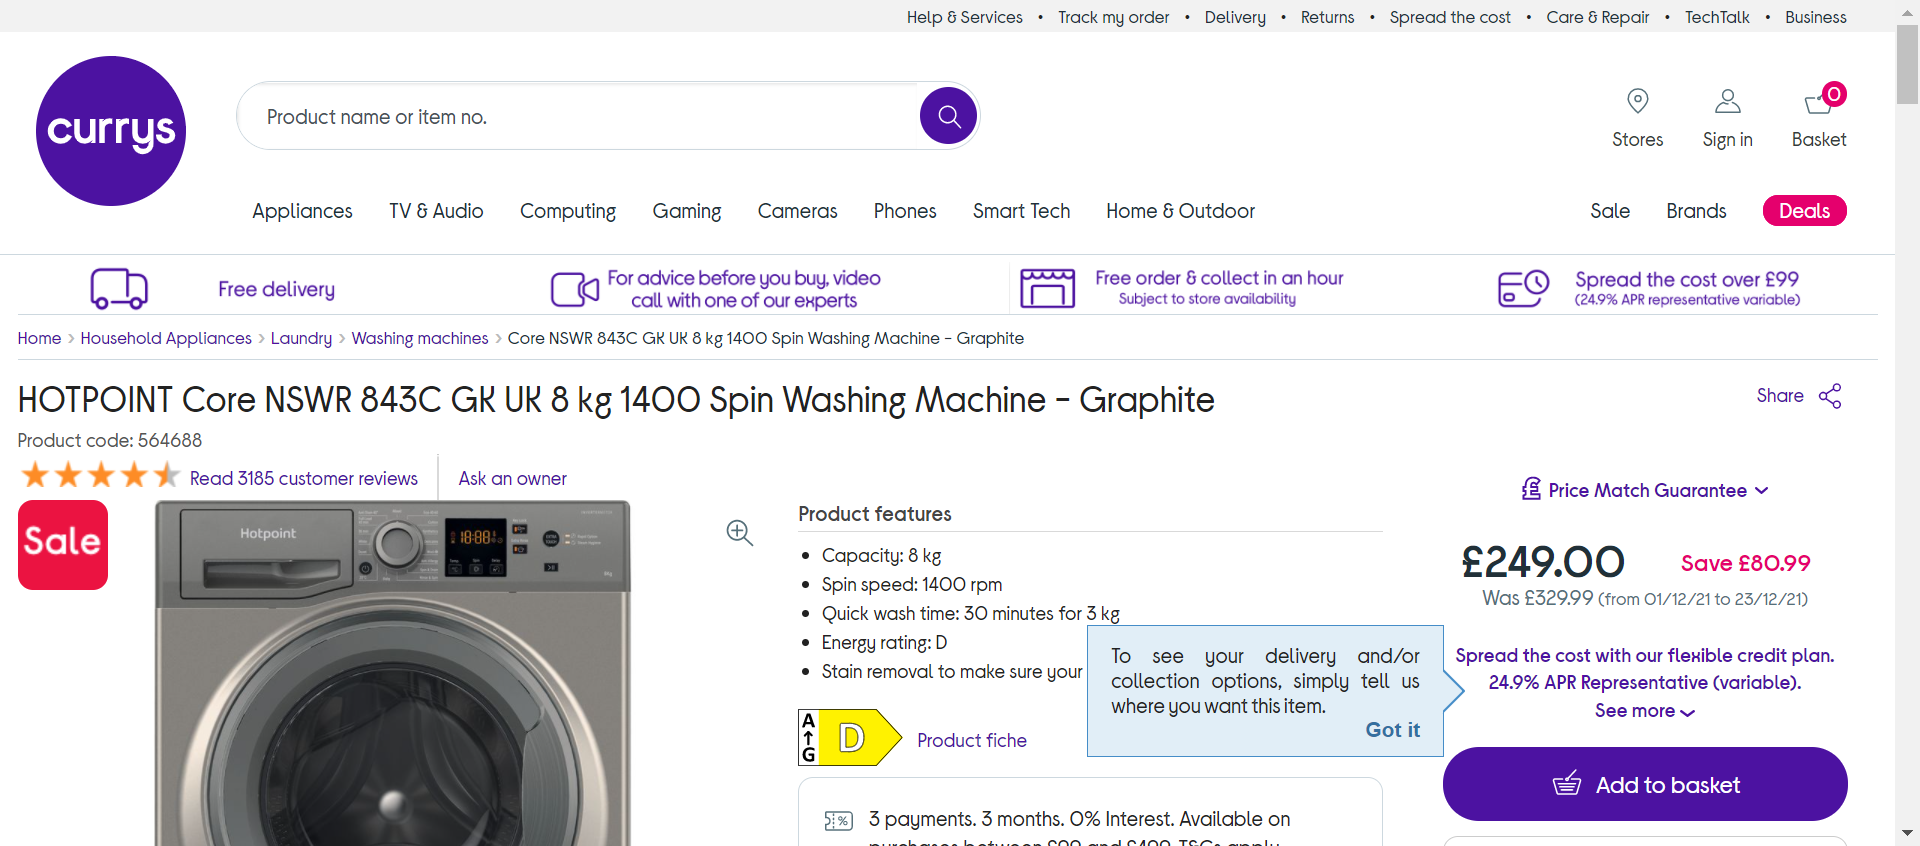 Help & Services • Track my order • Delivery • Returns • Spread the cost • Care & Repair • TechTalk • Business
currys
Product name or item no.
Stores
Sign in
0
Basket
Appliances TV & Audio Computing Gaming Cameras Phones Smart Tech Home & Outdoor Sale Brands Deals
Free delivery
For advice before you buy, video
call with one of our experts
Free order & collect in an hour
Subject to store availability
Spread the cost over £99
(24.9% APR representative variable)
Home > Household Appliances > Laundry > Washing machines > Core NSWR 843C GK UK 8 kg 1400 Spin Washing Machine - Graphite
HOTPOINT Core NSWR 843C GK UK 8 kg 1400 Spin Washing Machine - Graphite
Share
Product code: 564688
Read 3185 customer reviews
Ask an owner
Sale
Hotpoint
18:08
Product features
• Capacity: 8 kg
• Spin speed: 1400 rpm
• Quick wash time: 30 minutes for 3 kg
• Energy rating: D
• Stain removal to make sure your
A
G
D
Product fiche
3 payments. 3 months. 0% Interest. Available on
purchases between £99 and £499. T&Cs apply.
To see your delivery and/or
collection options, simply tell us
where you want this item.
Got it
Price Match Guarantee
£249.00
Save £80.99
Was £329.99 (from 01/12/21 to 23/12/21)
Spread the cost with our flexible credit plan.
24.9% APR Representative (variable).
See more
Add to basket